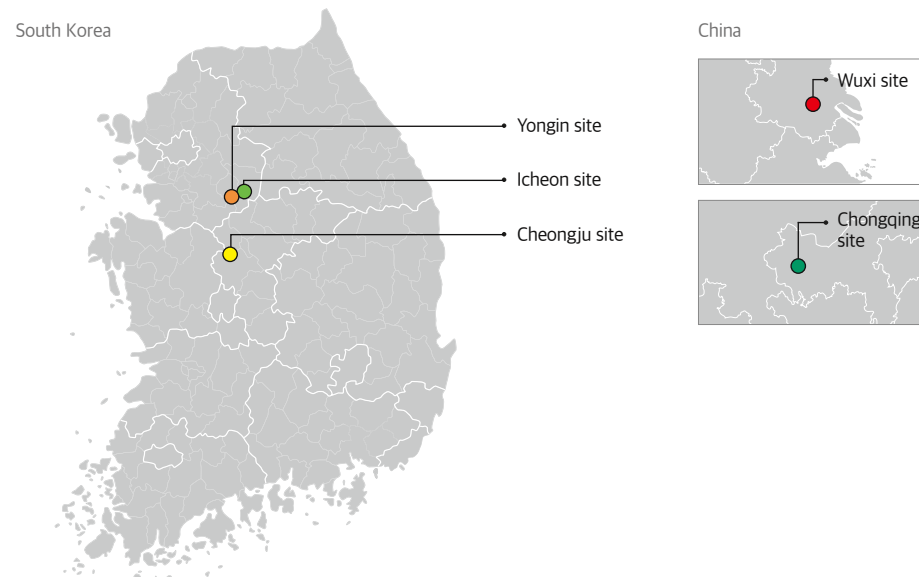 South Korea
Yongin site
Icheon site
Cheongju site
China
Wuxi site
Chongqing
site